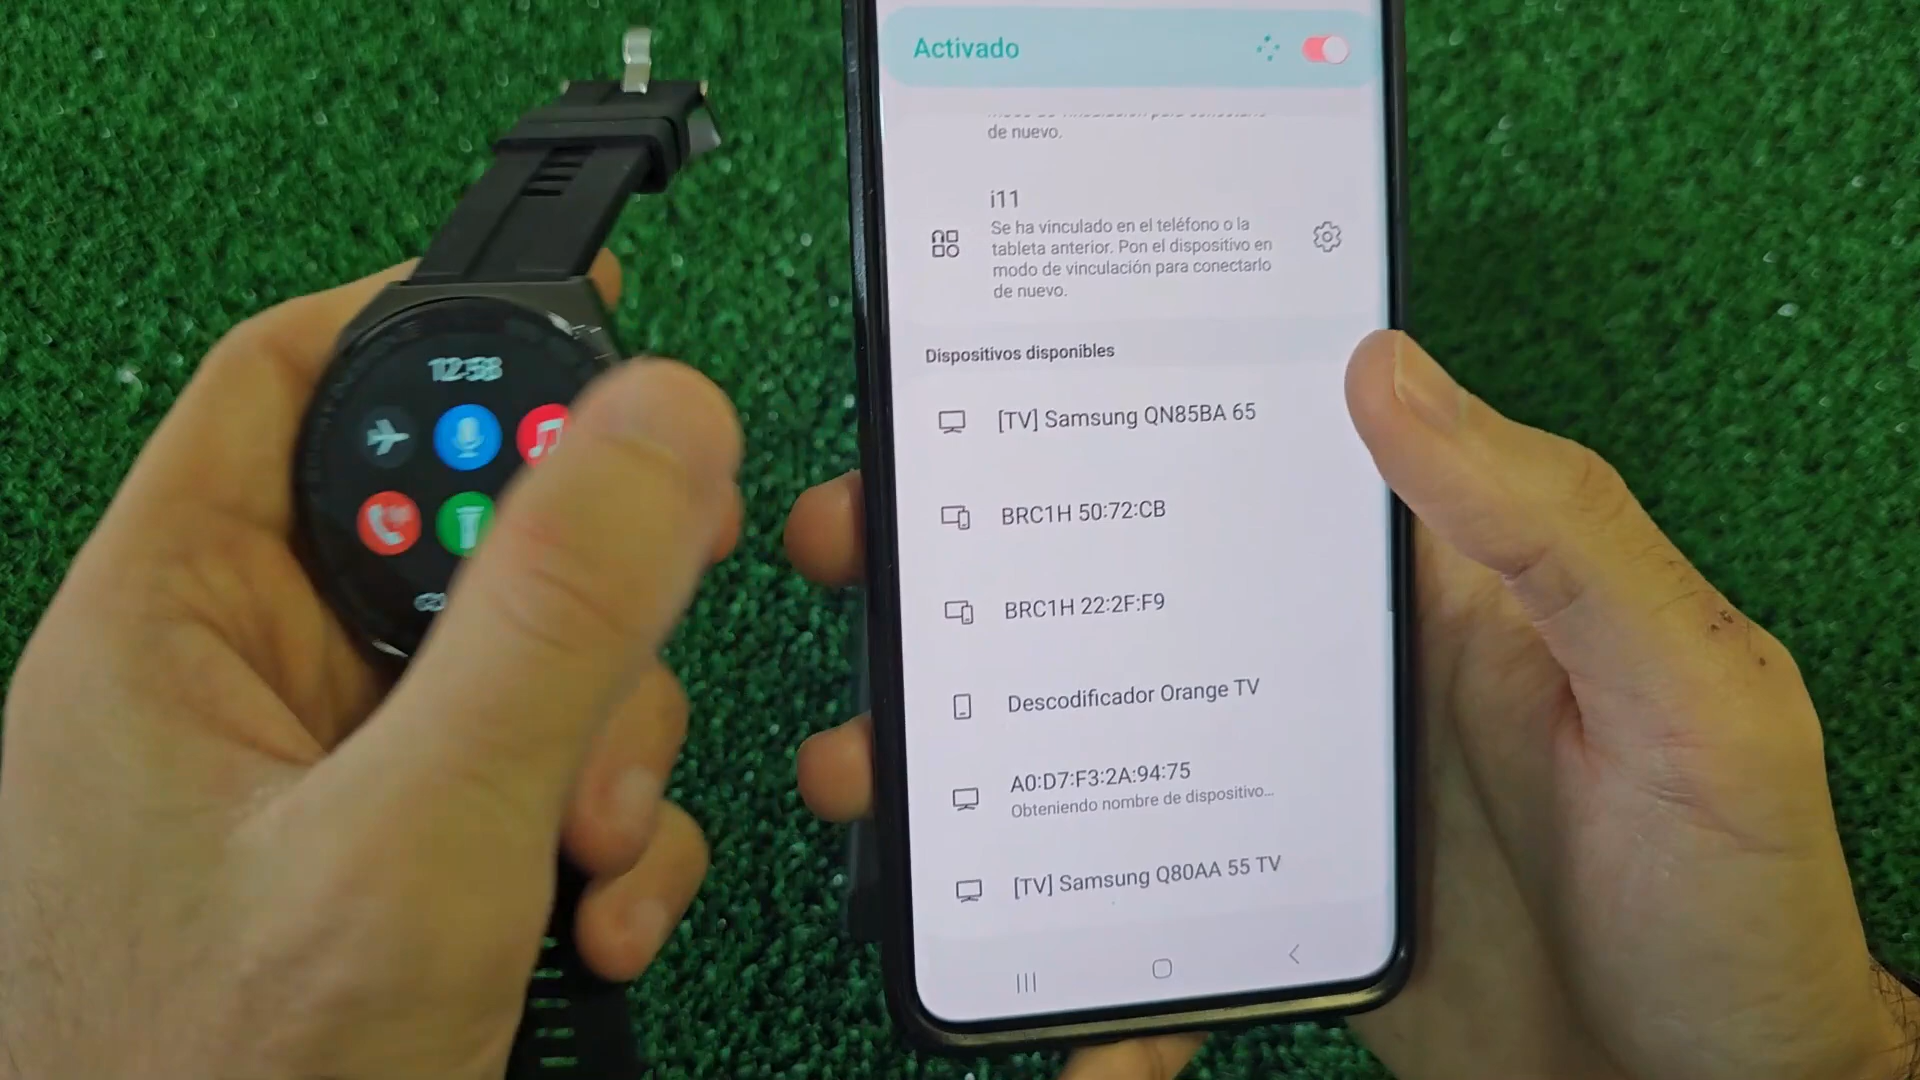 12:58
Activado
de nuevo.
i11
Se ha vinculado en el teléfono o la
tableta anterior. Pon el dispositivo en
modo de vinculación para conectarlo
de nuevo.
Dispositivos disponibles
[TV] Samsung QN85BA 65
BRC1H 50:72:CB
BRC1H 22:2F:F9
Descodificador Orange TV
A0:D7:F3:2A:94:75
Obteniendo nombre de dispositivo...
[TV] Samsung Q80AA 55 TV